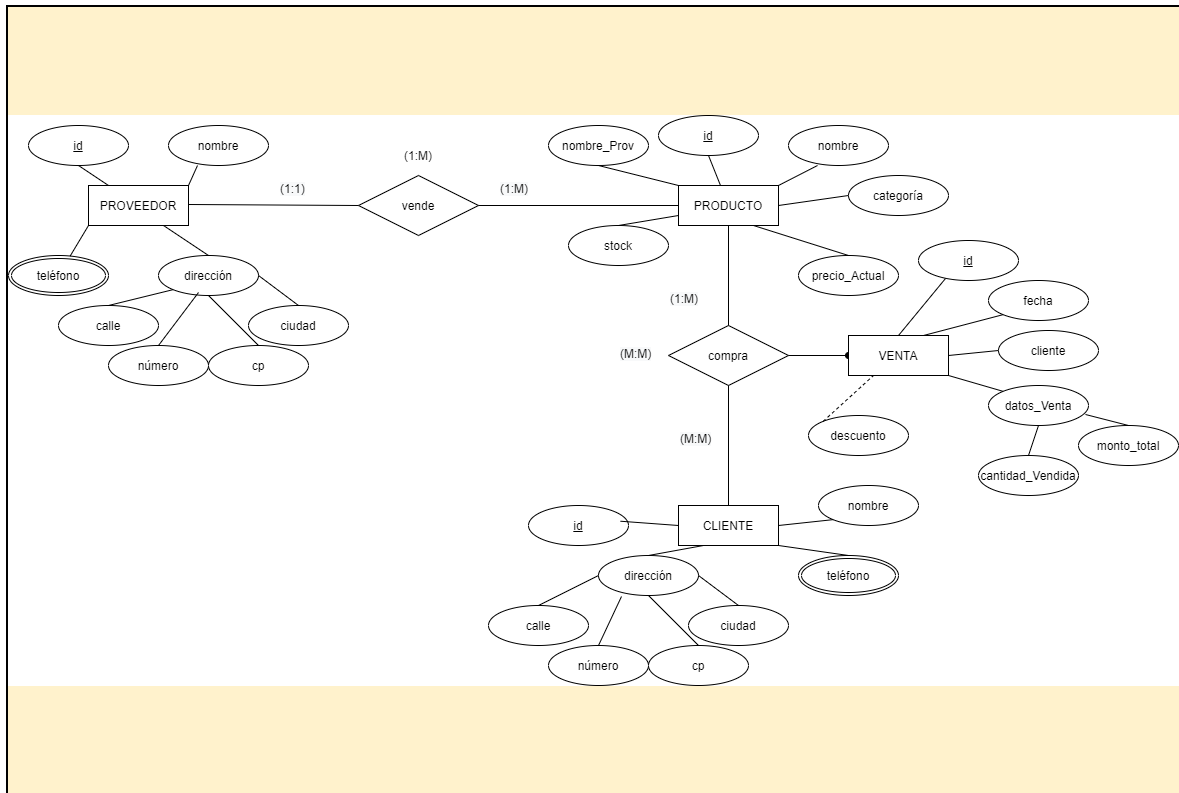 id
nombre
nombre_Prov
id
nombre
(1:M)
(1:1)
(1:M)
categoría
PROVEEDOR
vende
PRODUCTO
stock
teléfono
dirección
precio_Actual
id
calle
ciudad
(1:M)
fecha
número
cp
(M:M)
compra
VENTA
cliente
datos_Venta
descuento
(M:M)
monto_total
cantidad_Vendida
nombre
id
CLIENTE
dirección
teléfono
calle
ciudad
número
cp